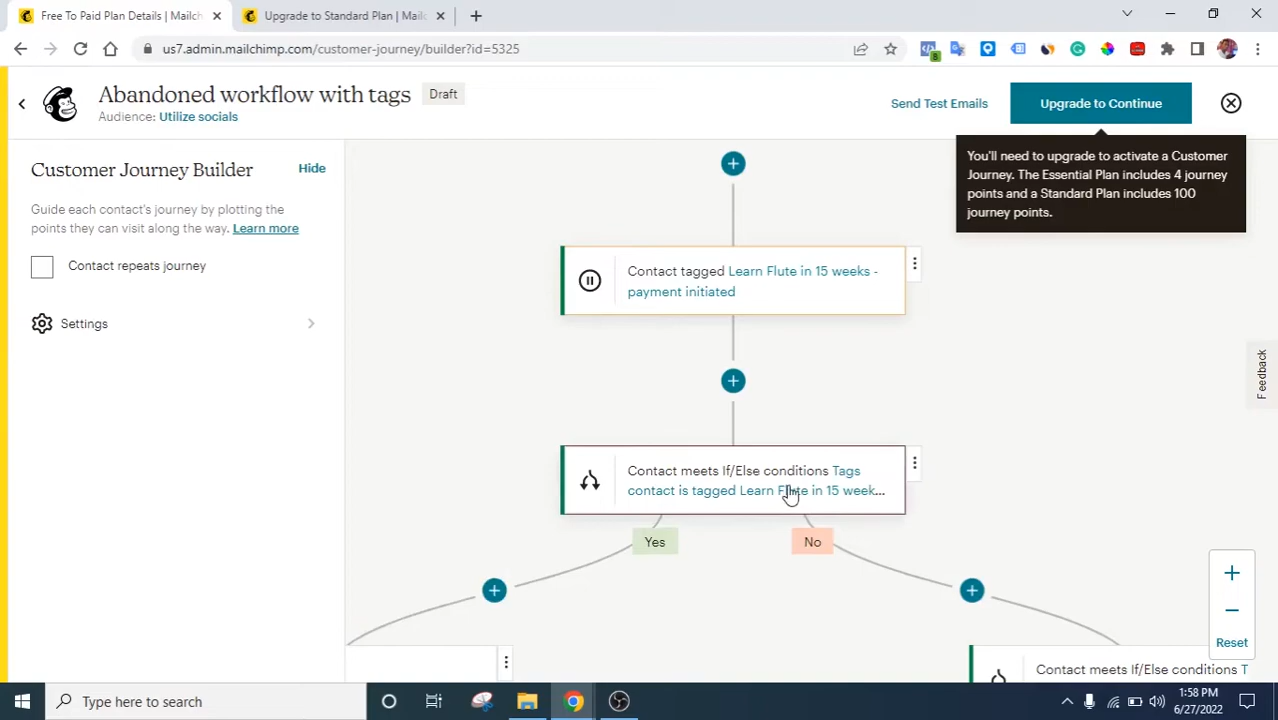 Free To Paid Plan Details | Mailch
Upgrade to Standard Plan | Mailc
us7.admin.mailchimp.com/customer-journey/builder?id=5325
8
Abandoned workflow with tags
Draft
Audience: Utilize socials
Send Test Emails
Upgrade to Continue
You'll need to upgrade to activate a Customer
Journey. The Essential Plan includes 4 journey
points and a Standard Plan includes 100
journey points.
Customer Journey Builder
Hide
Guide each contact's journey by plotting the
points they can visit along the way. Learn more
Contact repeats journey
Settings
Contact tagged Learn Flute in 15 weeks -
payment initiated
Contact meets If/Else conditions Tags
contact is tagged Learn Flute in 15 week...
Yes
No
Contact meets If/Else conditions T
Feedback
Reset
Type here to search
1:58 PM
6/27/2022